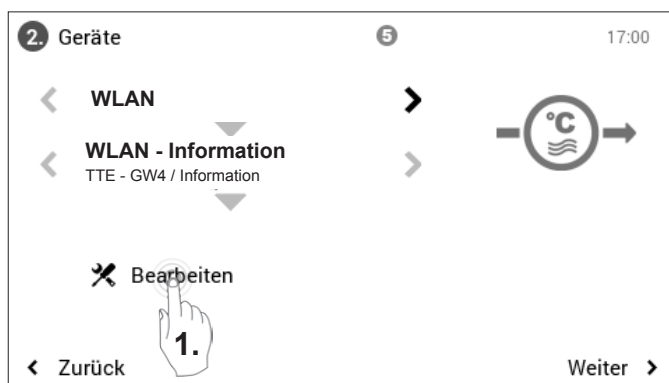 2. Geräte 5 17:00
WLAN
°C
WLAN - Information
TTE - GW4 / Information
Bearbeiten
1.
Zurück Weiter